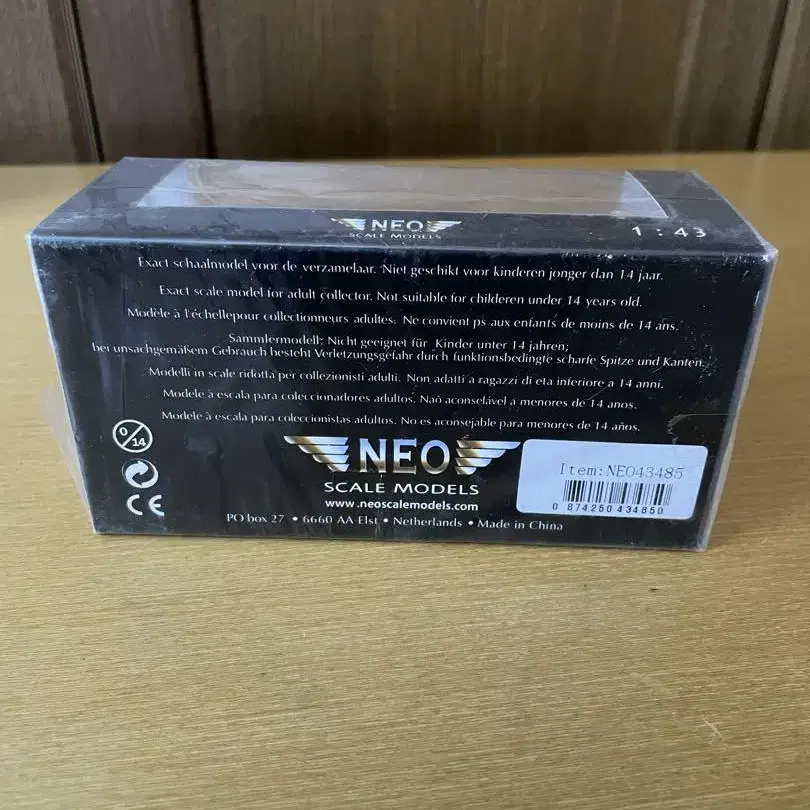 NEO
SCALE MODELS
1:43
Exact schaalmodel voor de verzamelaar. Niet geschikt voor kinderen jonger dan 14 jaar.
Exact scale model for adult collector. Not suitable for childeren under 14 years old.
Modèle à l'échellepour collectionneurs adultes; Ne convient ps aux enfants de moins de 14 ans.
Sammlermodell: Nicht geeignet für Kinder unter 14 jahren;
bei unsachgemäßem Gebrauch besteht Verletzungsgefahr durch funktionsbedingte scharfe Spitze und Kanten.
Modelli in scale ridotta per collezionisti adulti. Non adatti a ragazzi di eta inferiore a 14 anni.
Modele à escala para coleccionadores adultos. Naõ aconselável a menores de 14 anos.
Modele à escala para coleccionistas adultos. No es aconsejable para menores de 14 años.
0/14
NEO
SCALE MODELS
www.neoscalemodels.com
CE
PO box 27 • 6660 AA Elst • Netherlands • Made in China
Item:NEO43485
0 874250 434850